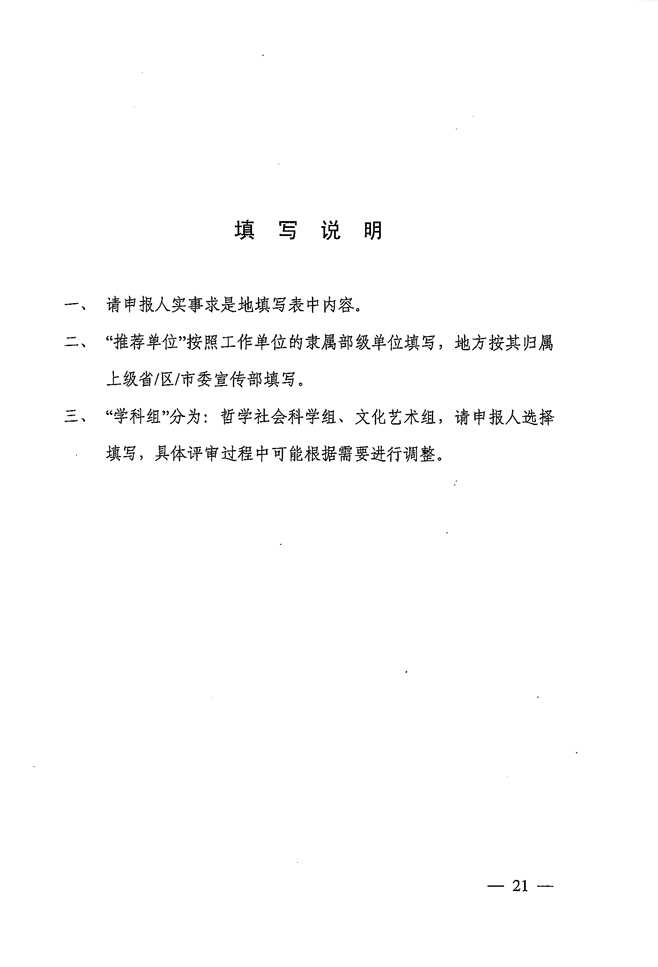 填 写 说 明
一、 请申报人实事求是地填写表中内容。
二、 “推荐单位”按照工作单位的隶属部级单位填写，地方按其归属
上级省/区/市委宣传部填写。
三、 “学科组”分为：哲学社会科学组、文化艺术组，请申报人选择
填写，具体评审过程中可能根据需要进行调整。
— 21 —